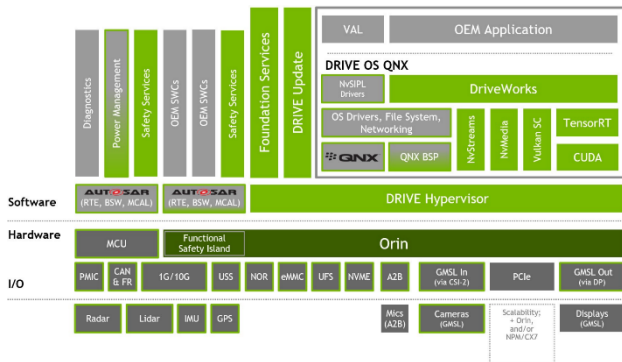 VAL
OEM Application
DRIVE OS QNX
NvSIPL
Drivers
DriveWorks
OS Drivers, File System,
Networking
QNX
QNX BSP
NvStreams
NvMedia
Vulkan SC
TensorRT
CUDA
Diagnostics
Power Management
Safety Services
OEM SWCs
OEM SWCs
Safety Services
Foundation Services
DRIVE Update
Software
AUTOSAR
(RTE, BSW, MCAL)
AUTOSAR
(RTE, BSW, MCAL)
DRIVE Hypervisor
Hardware
MCU
Functional
Safety Island
Orin
I/O
PMIC
CAN
& FR
1G/10G
USS
NOR
eMMC
UFS
NVME
A2B
GMSL In
(via CSI-2)
PCIe
GMSL Out
(via DP)
Radar
Lidar
IMU
GPS
Mics
(A2B)
Cameras
(GMSL)
Scalability;
+ Orin,
and/or
NPM/CX7
Displays
(GMSL)